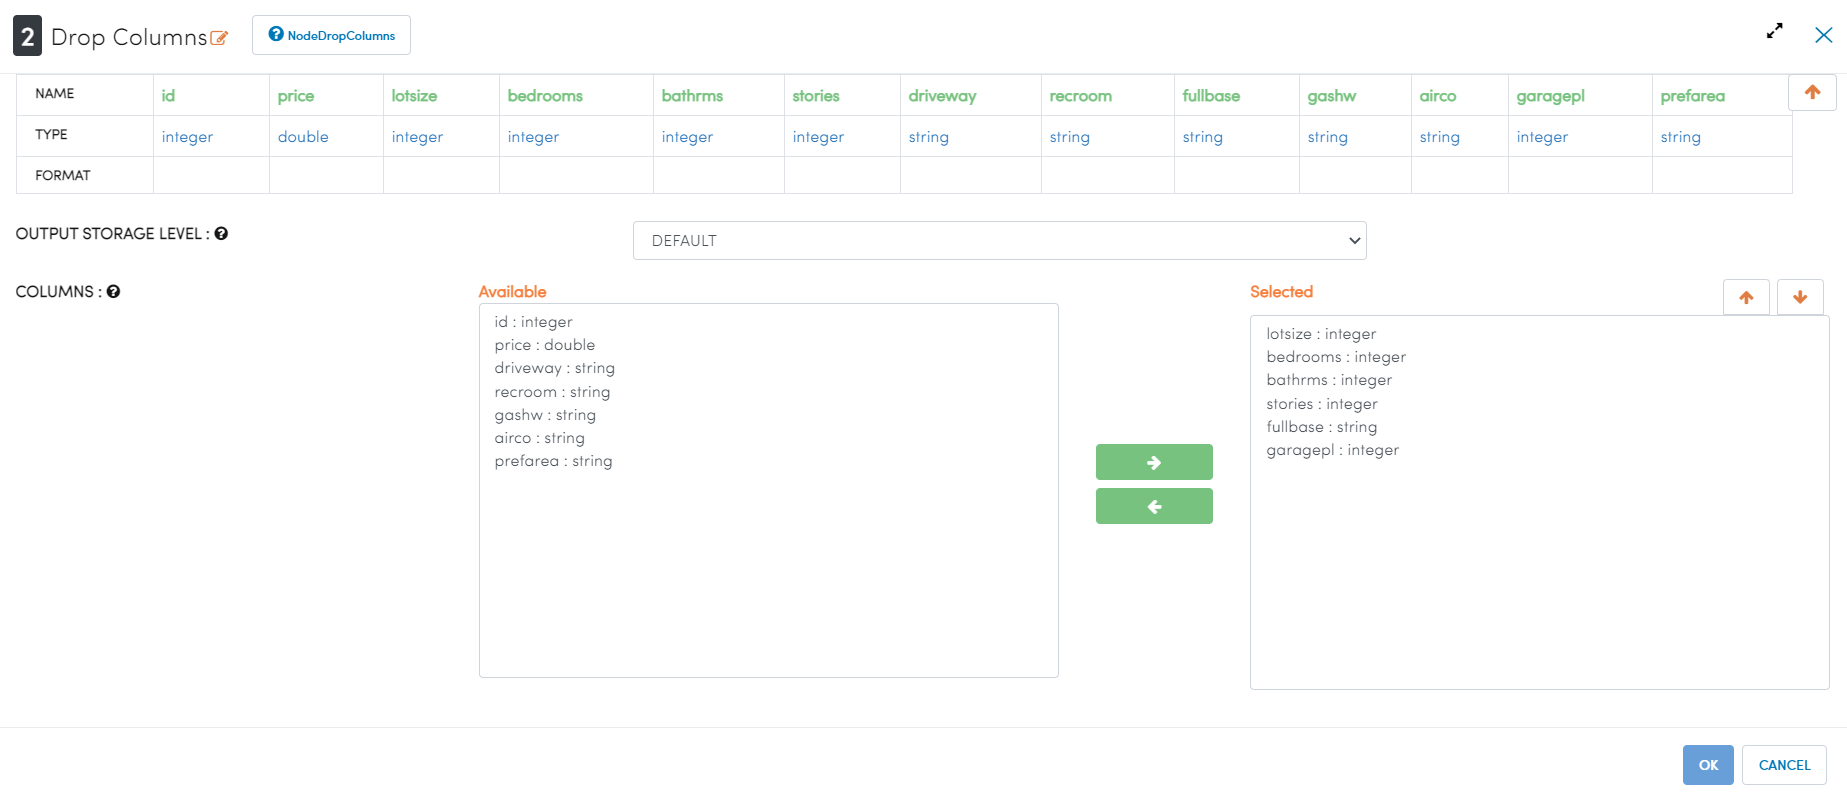 2 Drop Columns NodeDropColumns
NAME id price lotsize bedrooms bathrms stories driveway recroom fullbase gashw airco garagepl prefarea
TYPE integer double integer integer integer integer string string string string string integer string
FORMAT
OUTPUT STORAGE LEVEL : DEFAULT
COLUMNS :
Available
id : integer
price : double
driveway : string
recroom : string
gashw : string
airco : string
prefarea : string
Selected
lotsize : integer
bedrooms : integer
bathrms : integer
stories : integer
fullbase : string
garagepl : integer
OK CANCEL